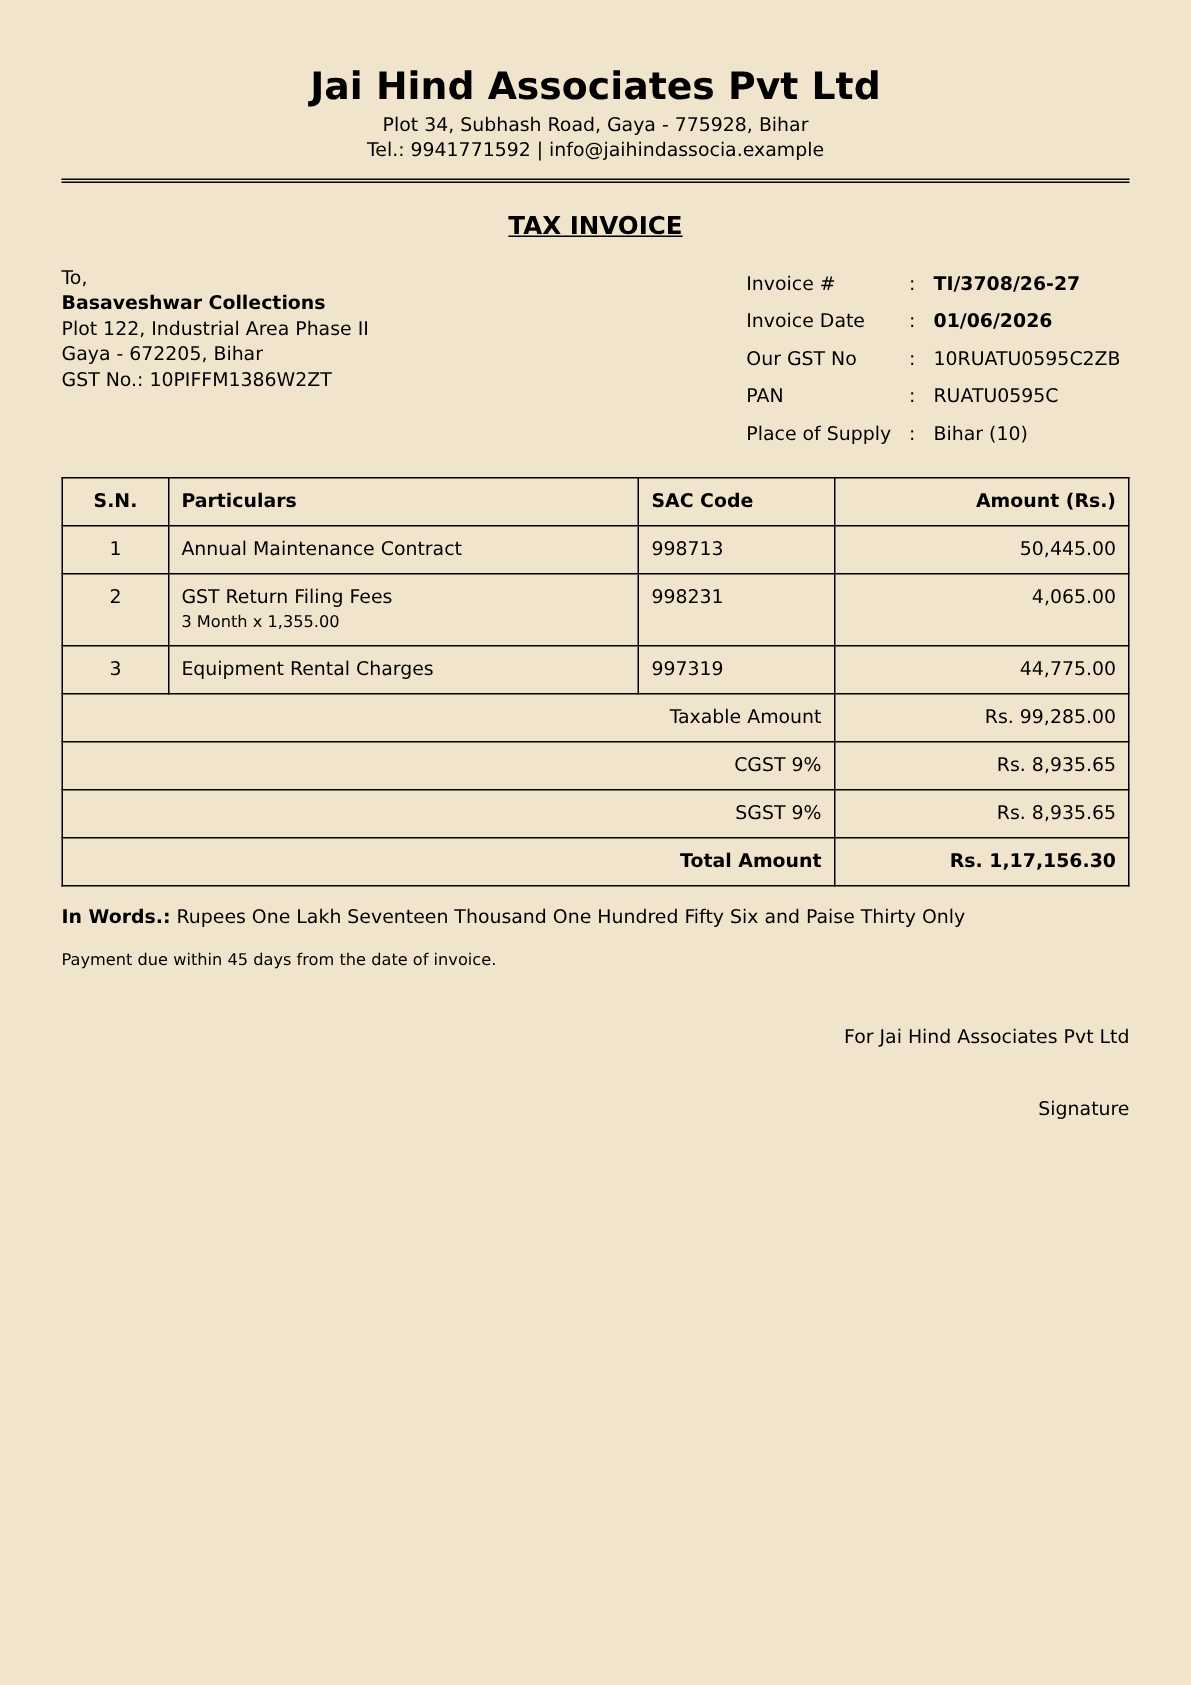 Jai Hind Associates Pvt Ltd
Plot 34, Subhash Road, Gaya - 775928, Bihar
Tel.: 9941771592 | info@jaihindassocia.example
TAX INVOICE
To,
Basaveshwar Collections
Plot 122, Industrial Area Phase II
Gaya - 672205, Bihar
GST No.: 10PIFFM1386W2ZT
Invoice # : TI/3708/26-27
Invoice Date : 01/06/2026
Our GST No : 10RUATU0595C2ZB
PAN : RUATU0595C
Place of Supply : Bihar (10)
S.N. Particulars SAC Code Amount (Rs.)
1 Annual Maintenance Contract 998713 50,445.00
2 GST Return Filing Fees 998231 4,065.00
3 Month x 1,355.00
3 Equipment Rental Charges 997319 44,775.00
Taxable Amount Rs. 99,285.00
CGST 9% Rs. 8,935.65
SGST 9% Rs. 8,935.65
Total Amount Rs. 1,17,156.30
In Words.: Rupees One Lakh Seventeen Thousand One Hundred Fifty Six and Paise Thirty Only
Payment due within 45 days from the date of invoice.
For Jai Hind Associates Pvt Ltd
Signature